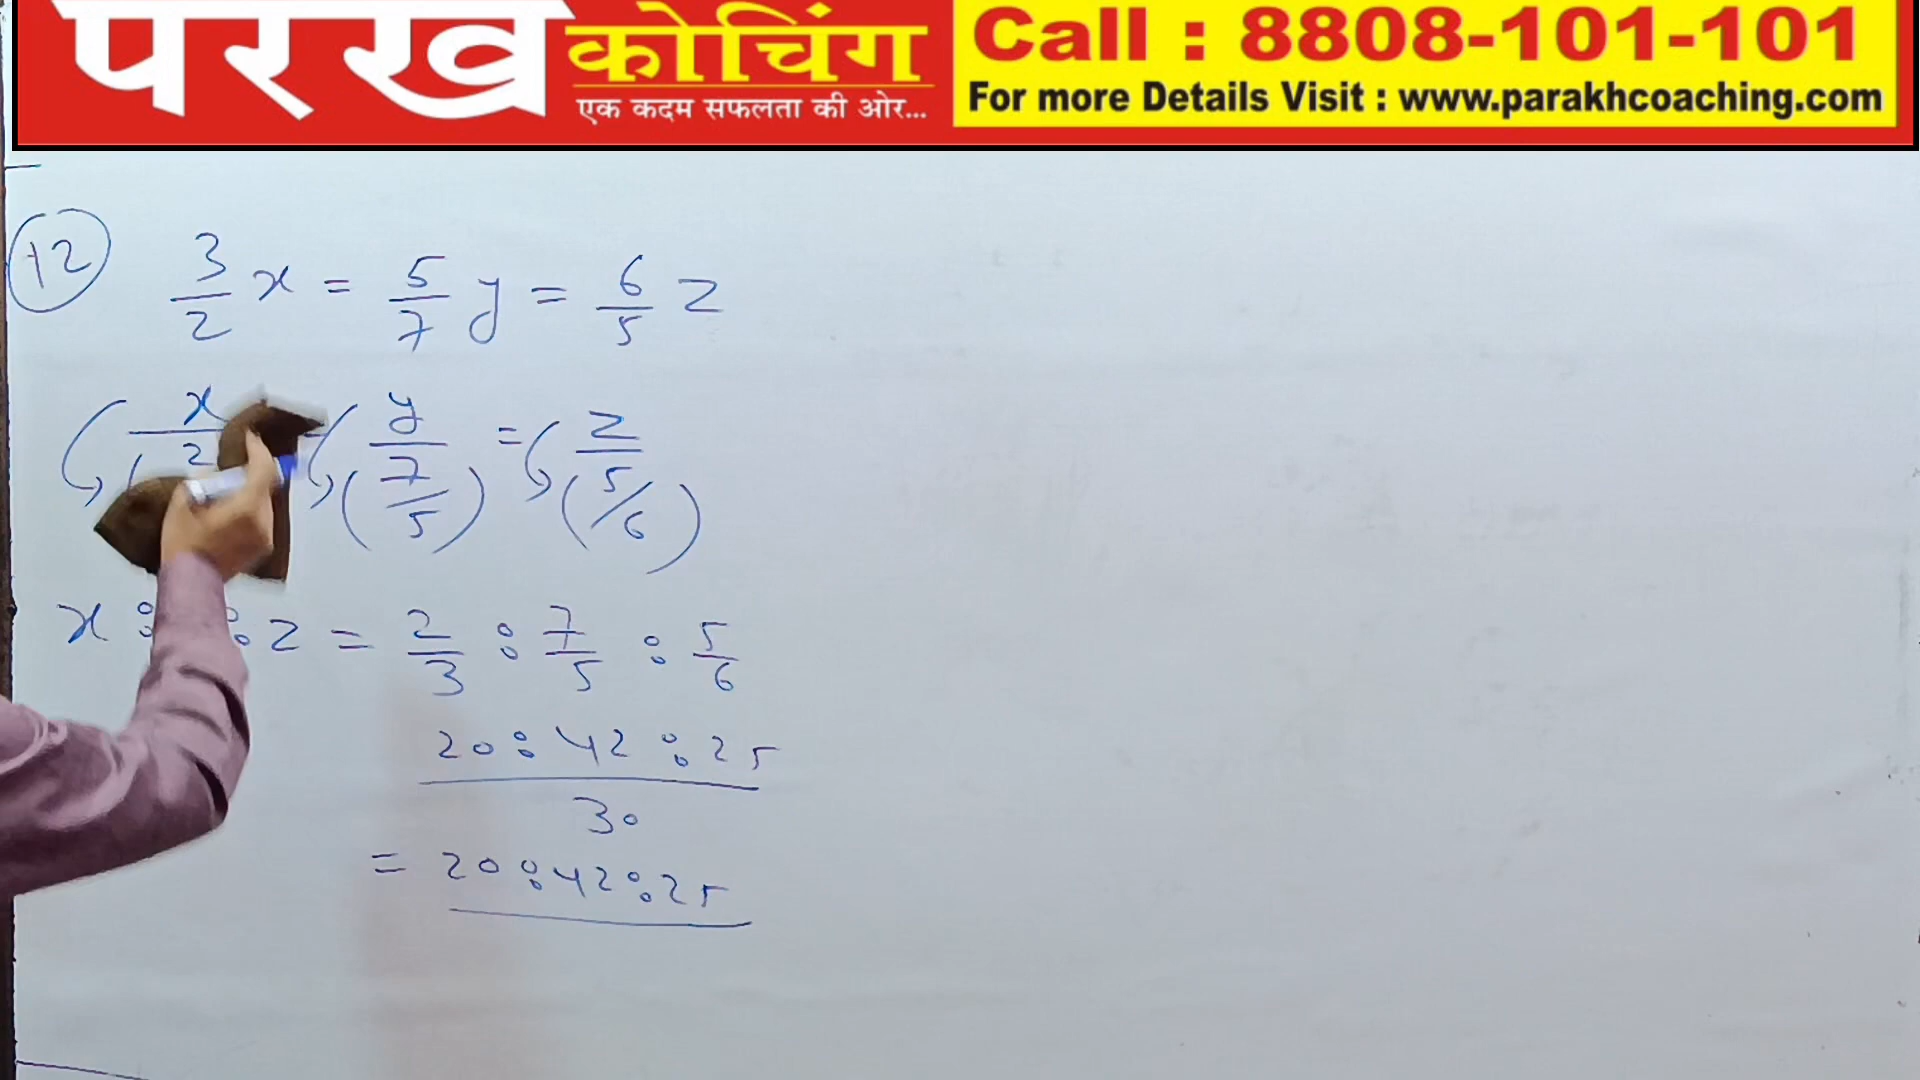 परख कोचिंग
एक कदम सफलता की ओर...
Call : 8808-101-101
For more Details Visit : www.parakhcoaching.com
12
3/2 x = 5/7 y = 6/5 z
x/(2 = y/(7/5) = z/(5/6)
x : : z = 2/3 : 7/5 : 5/6
20 : 42 : 25
30
= 20 : 42 : 25